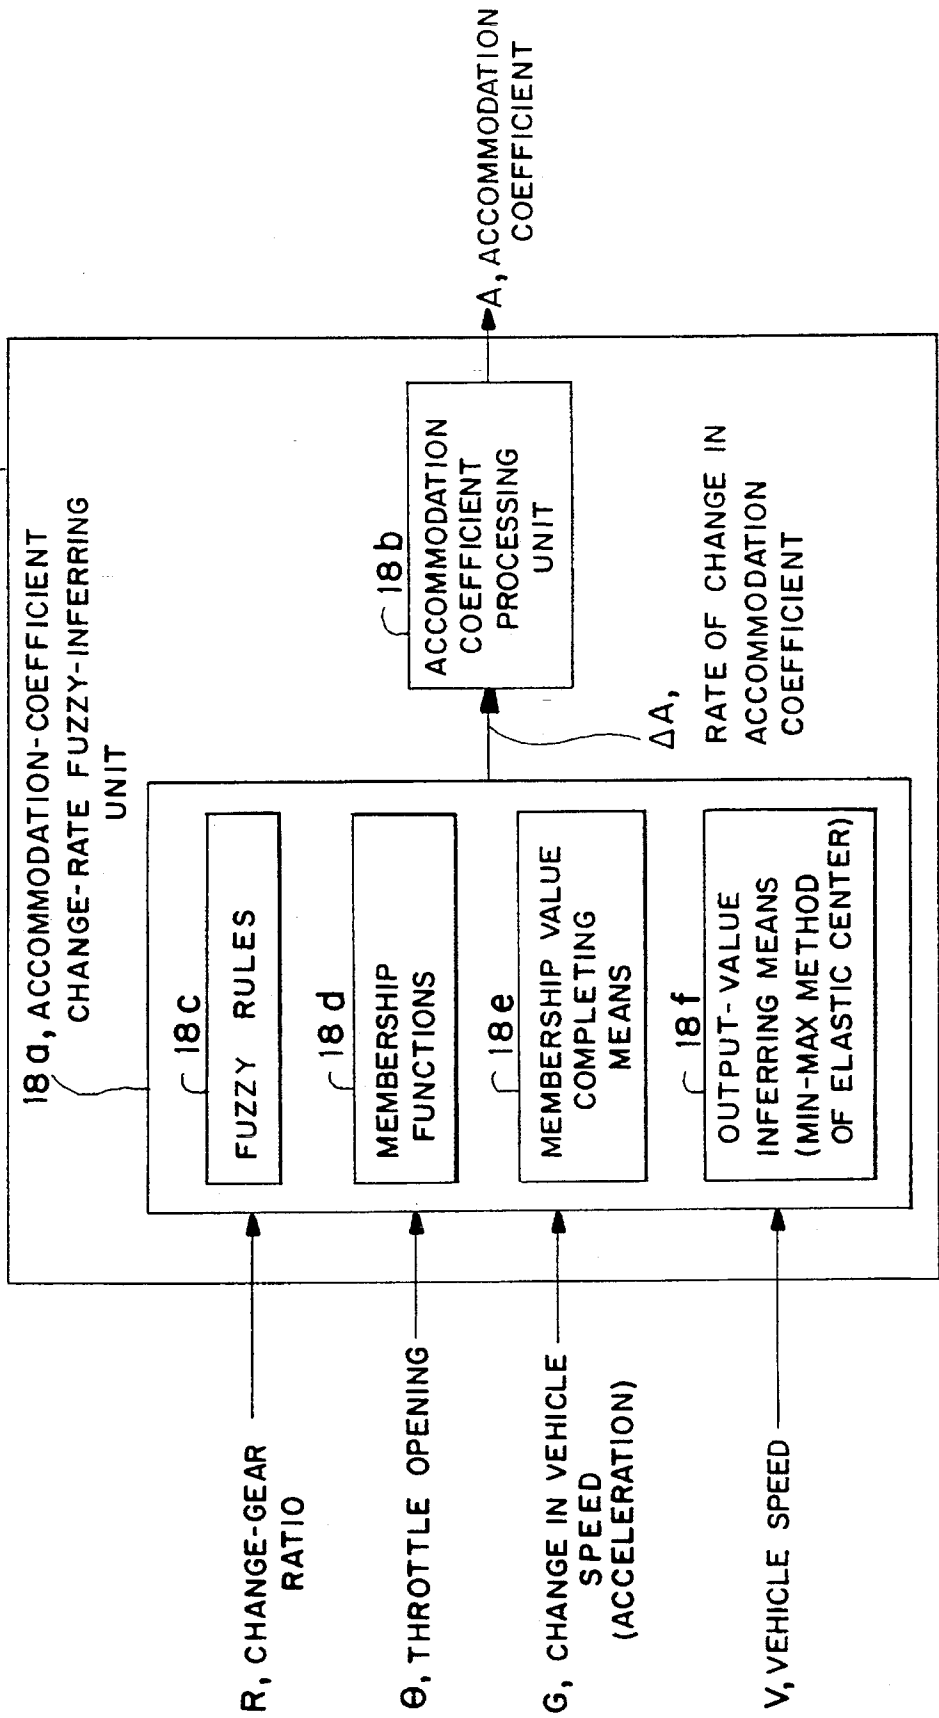 18a, ACCOMMODATION-COEFFICIENT
CHANGE-RATE FUZZY-INFERRING
UNIT
R, CHANGE-GEAR
RATIO
θ, THROTTLE OPENING
G, CHANGE IN VEHICLE
SPEED
(ACCELERATION)
V, VEHICLE SPEED
18c
FUZZY RULES
18d
MEMBERSHIP
FUNCTIONS
18e
MEMBERSHIP VALUE
COMPLETING
MEANS
18f
OUTPUT-VALUE
INFERRING MEANS
(MIN-MAX METHOD
OF ELASTIC CENTER)
ΔA,
RATE OF CHANGE IN
ACCOMMODATION
COEFFICIENT
18b
ACCOMMODATION
COEFFICIENT
PROCESSING
UNIT
A, ACCOMMODATION
COEFFICIENT